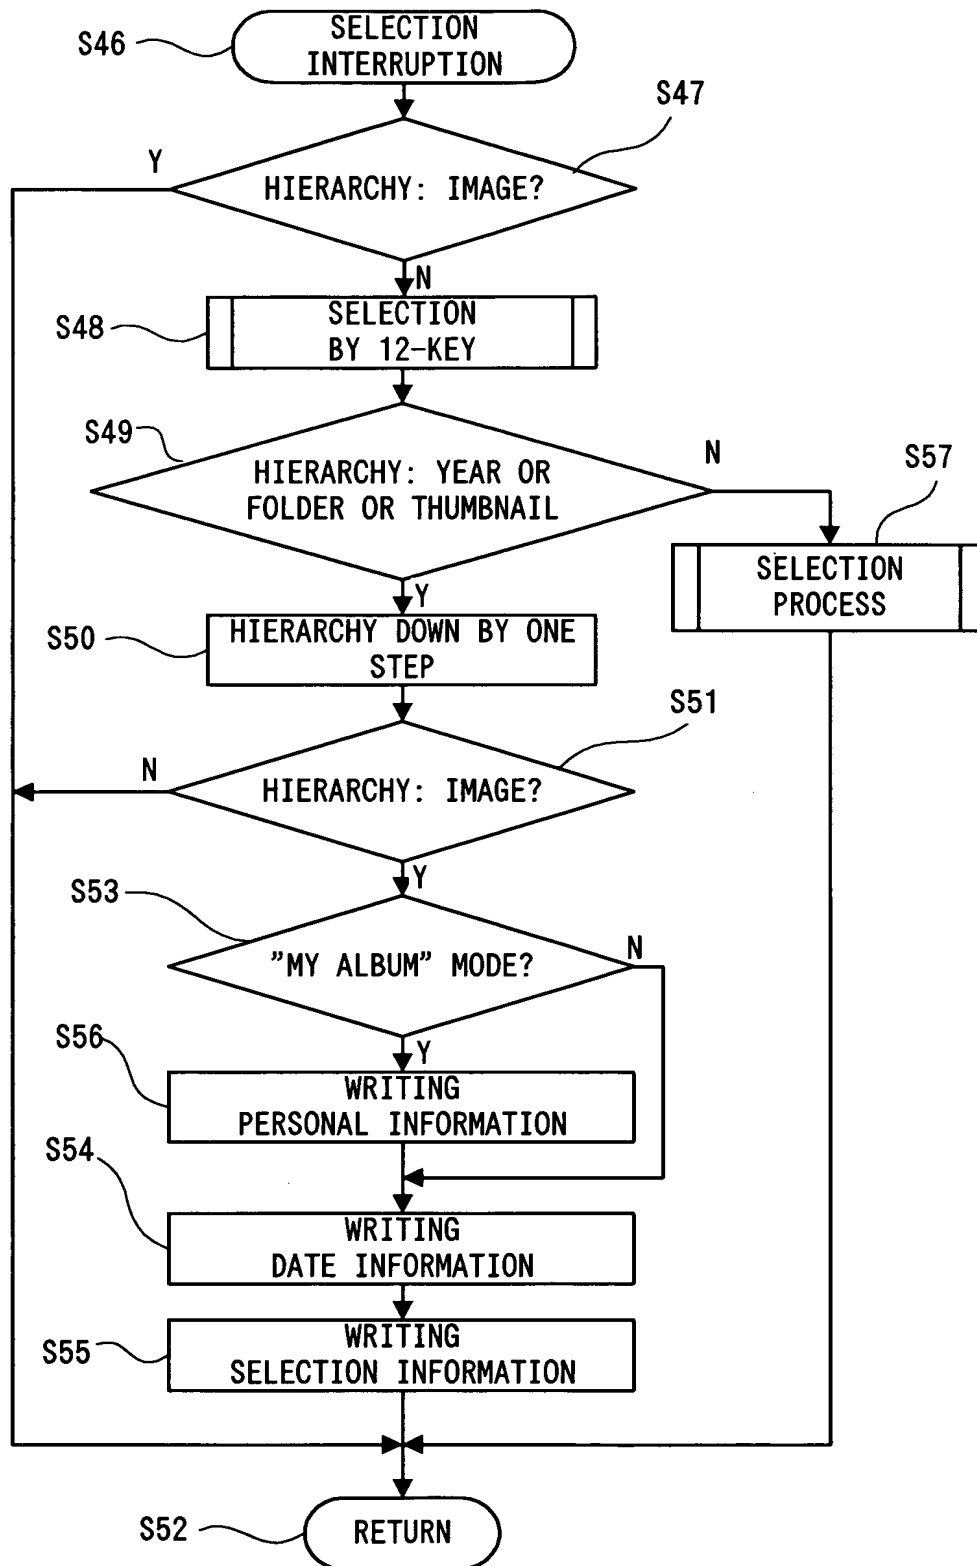 S46
SELECTION
INTERRUPTION
S47
Y
HIERARCHY: IMAGE?
N
S48
SELECTION
BY 12-KEY
S49
HIERARCHY: YEAR OR
FOLDER OR THUMBNAIL
N
S57
SELECTION
PROCESS
Y
S50
HIERARCHY DOWN BY ONE
STEP
S51
N
HIERARCHY: IMAGE?
Y
S53
"MY ALBUM" MODE?
N
S56
Y
WRITING
PERSONAL INFORMATION
S54
WRITING
DATE INFORMATION
S55
WRITING
SELECTION INFORMATION
S52
RETURN